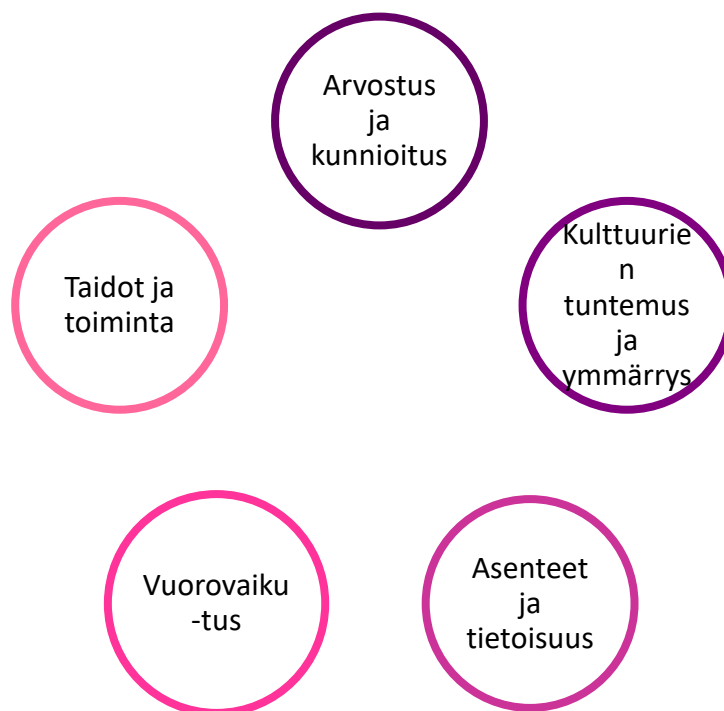 Arvostus
ja
kunnioitus
Kulttuurie
n
tuntemus
ja
ymmärrys
Asenteet
ja
tietoisuus
Vuorovaiku
-tus
Taidot ja
toiminta